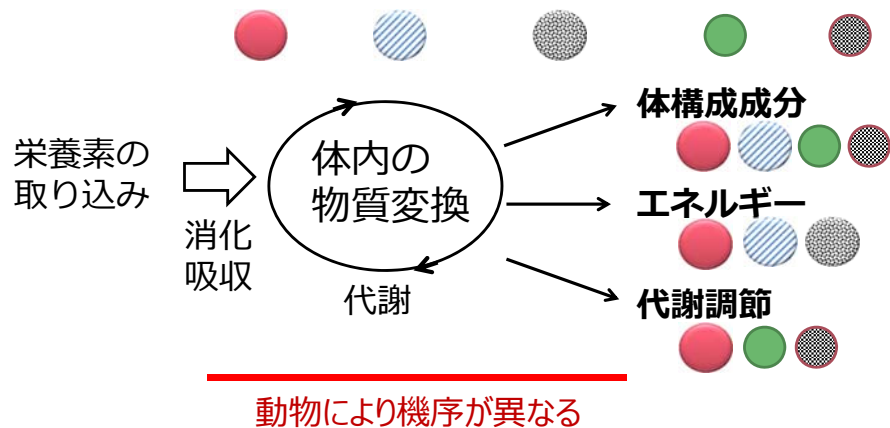 栄養素の
取り込み
消化
吸収
体内の
物質変換
代謝
体構成成分
エネルギー
代謝調節
動物により機序が異なる